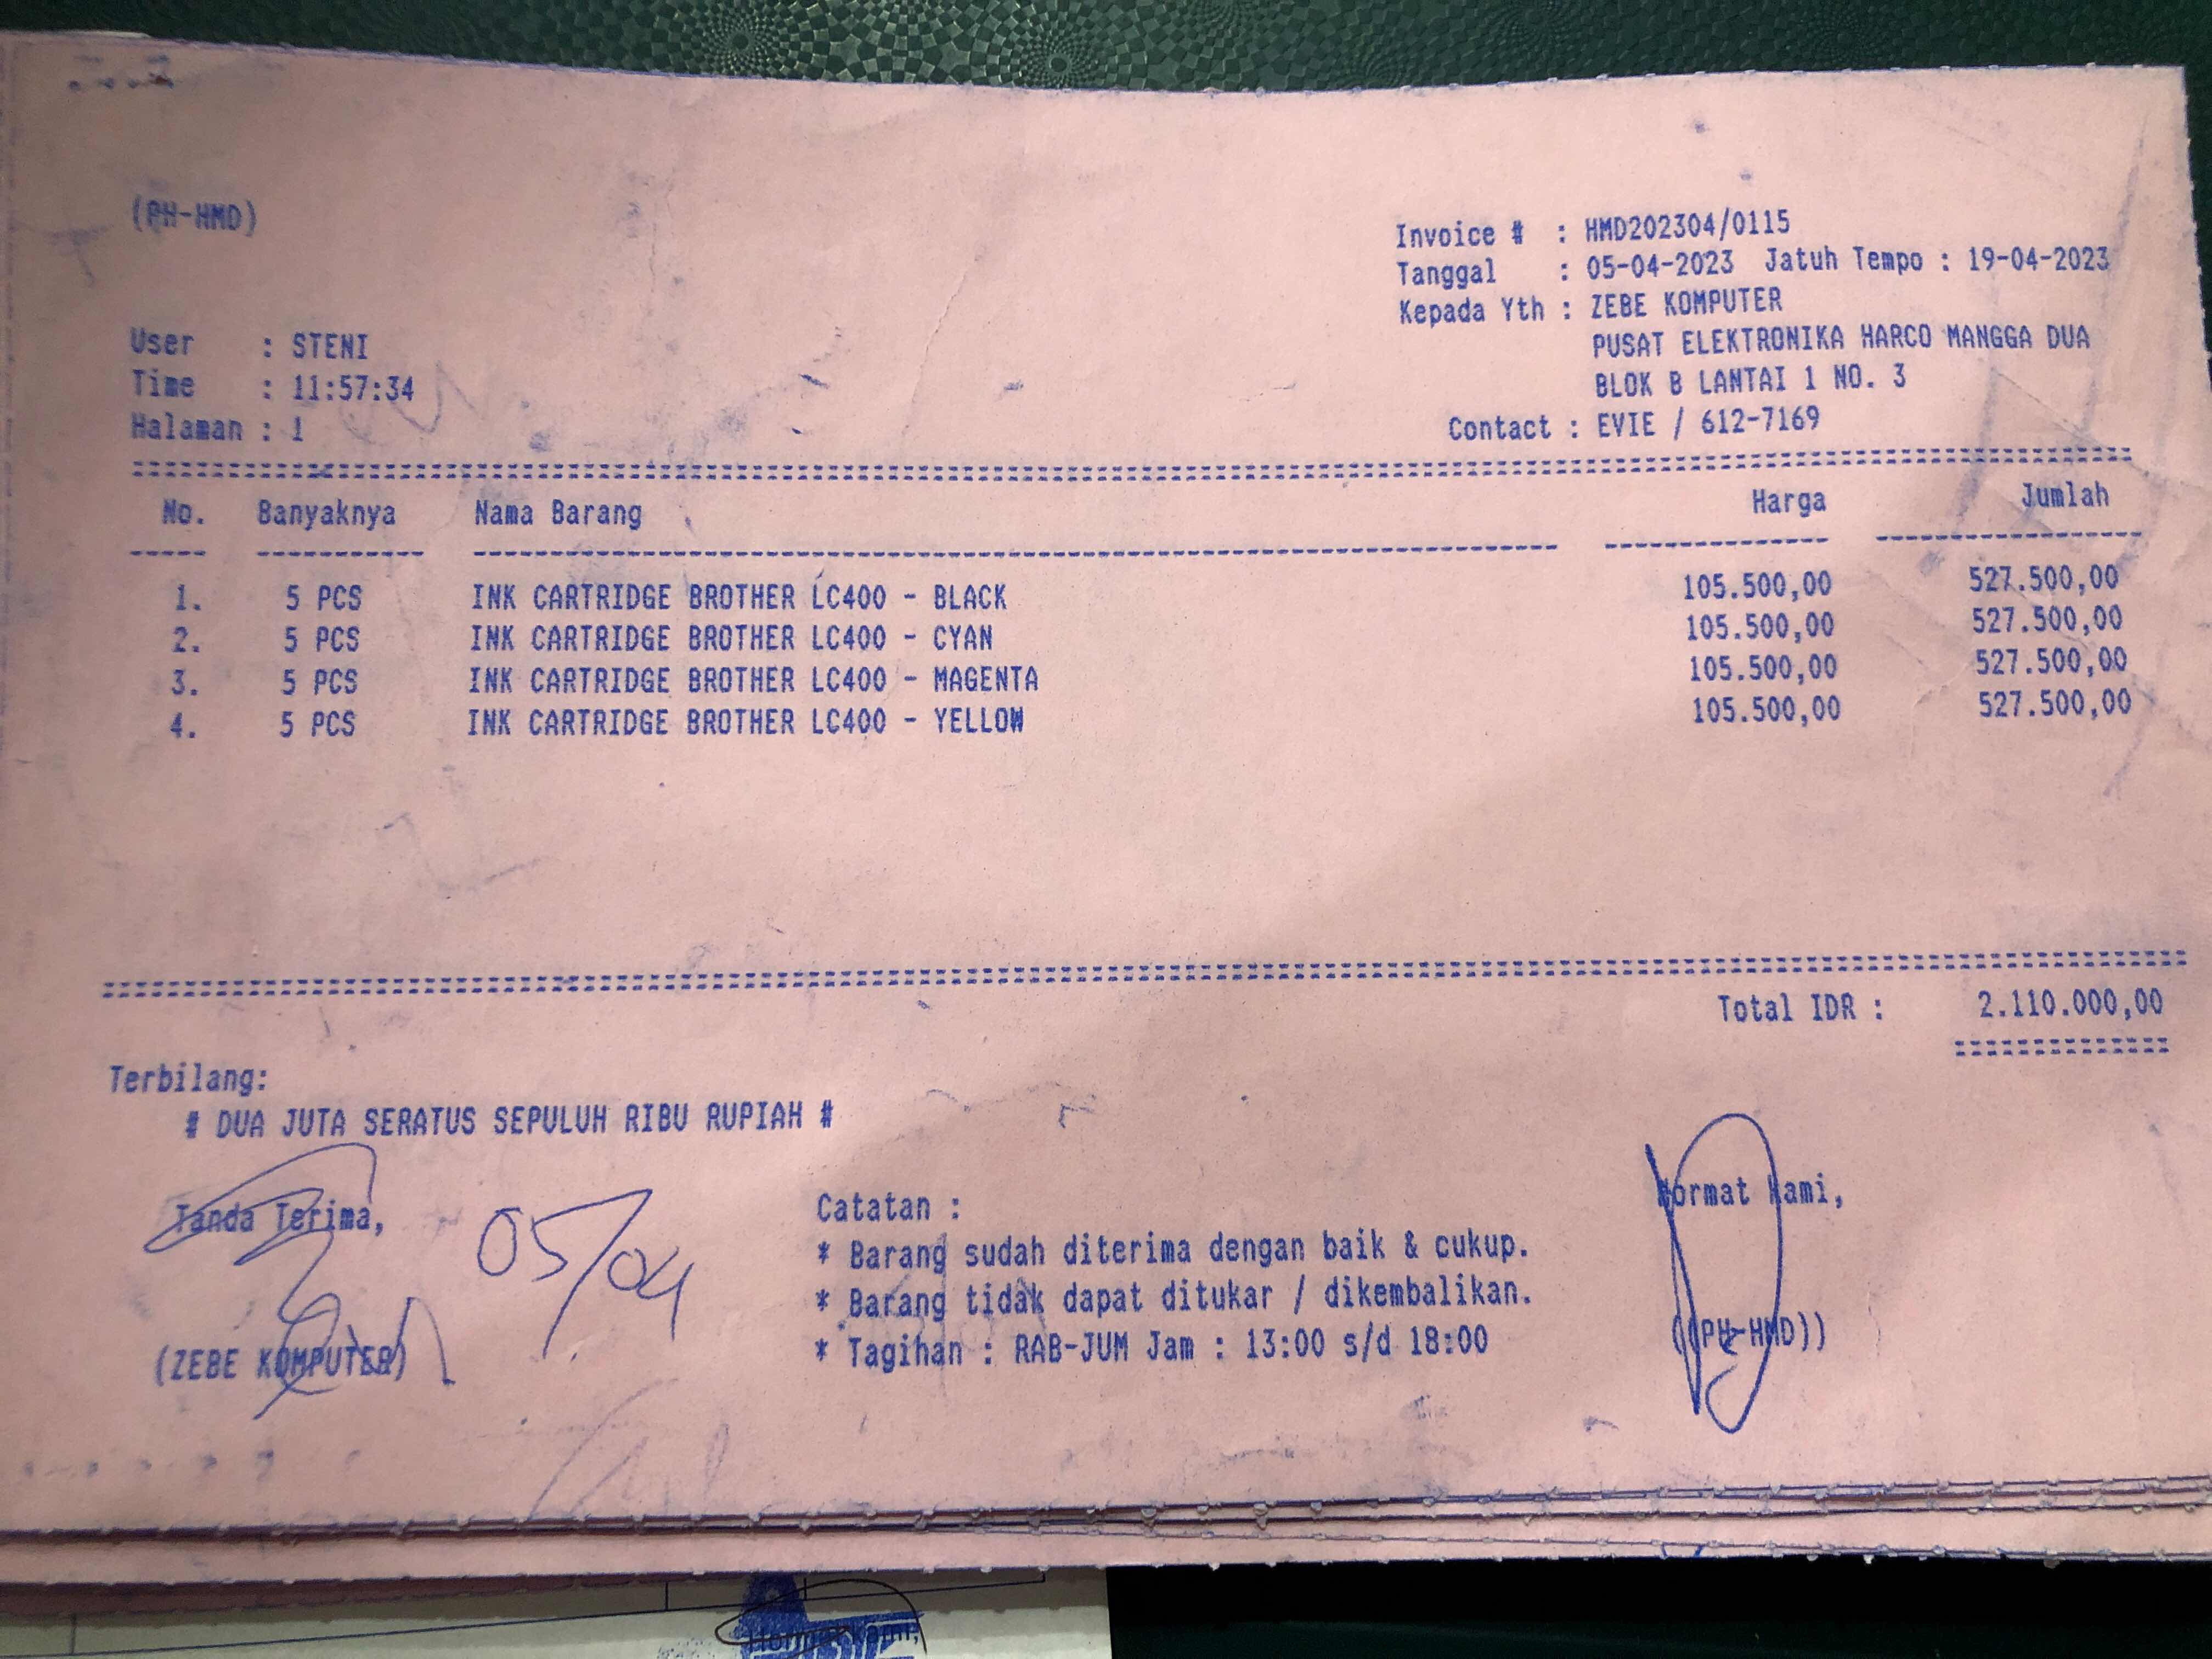 (PH-HMD)
Invoice # : HMD202304/0115
Tanggal : 05-04-2023 Jatuh Tempo : 19-04-2023
Kepada Yth : ZEBE KOMPUTER
PUSAT ELEKTRONIKA HARCO MANGGA DUA
BLOK B LANTAI 1 NO. 3
Contact : EVIE / 612-7169
User : STENI
Time : 11:57:34
Halaman : 1
No. Banyaknya Nama Barang Harga Jumlah
1. 5 PCS INK CARTRIDGE BROTHER LC400 - BLACK 105.500,00 527.500,00
2. 5 PCS INK CARTRIDGE BROTHER LC400 - CYAN 105.500,00 527.500,00
3. 5 PCS INK CARTRIDGE BROTHER LC400 - MAGENTA 105.500,00 527.500,00
4. 5 PCS INK CARTRIDGE BROTHER LC400 - YELLOW 105.500,00 527.500,00
Total IDR : 2.110.000,00
Terbilang:
# DUA JUTA SERATUS SEPULUH RIBU RUPIAH #
Tanda Terima,
05/04
(ZEBE KOMPUTER)
Catatan :
* Barang sudah diterima dengan baik & cukup.
* Barang tidak dapat ditukar / dikembalikan.
* Tagihan : RAB-JUM Jam : 13:00 s/d 18:00
Hormat Kami,
((PH-HMD))